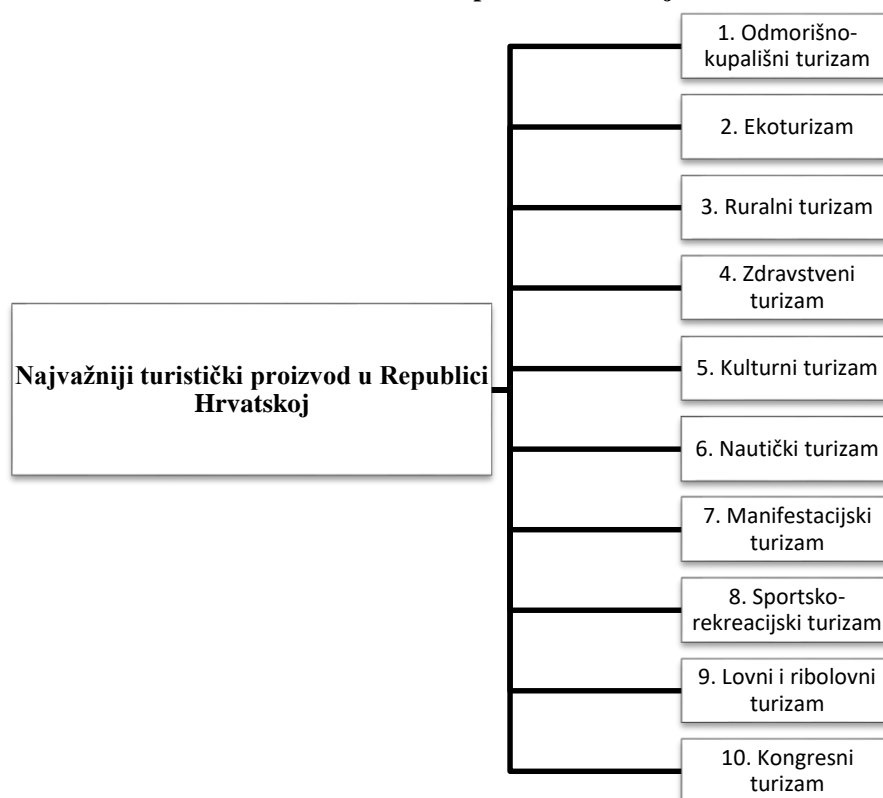 Najvažniji turistički proizvod u Republici
Hrvatskoj
1. Odmorišno-
kupališni turizam
2. Ekoturizam
3. Ruralni turizam
4. Zdravstveni
turizam
5. Kulturni turizam
6. Nautički turizam
7. Manifestacijski
turizam
8. Sportsko-
rekreacijski turizam
9. Lovni i ribolovni
turizam
10. Kongresni
turizam